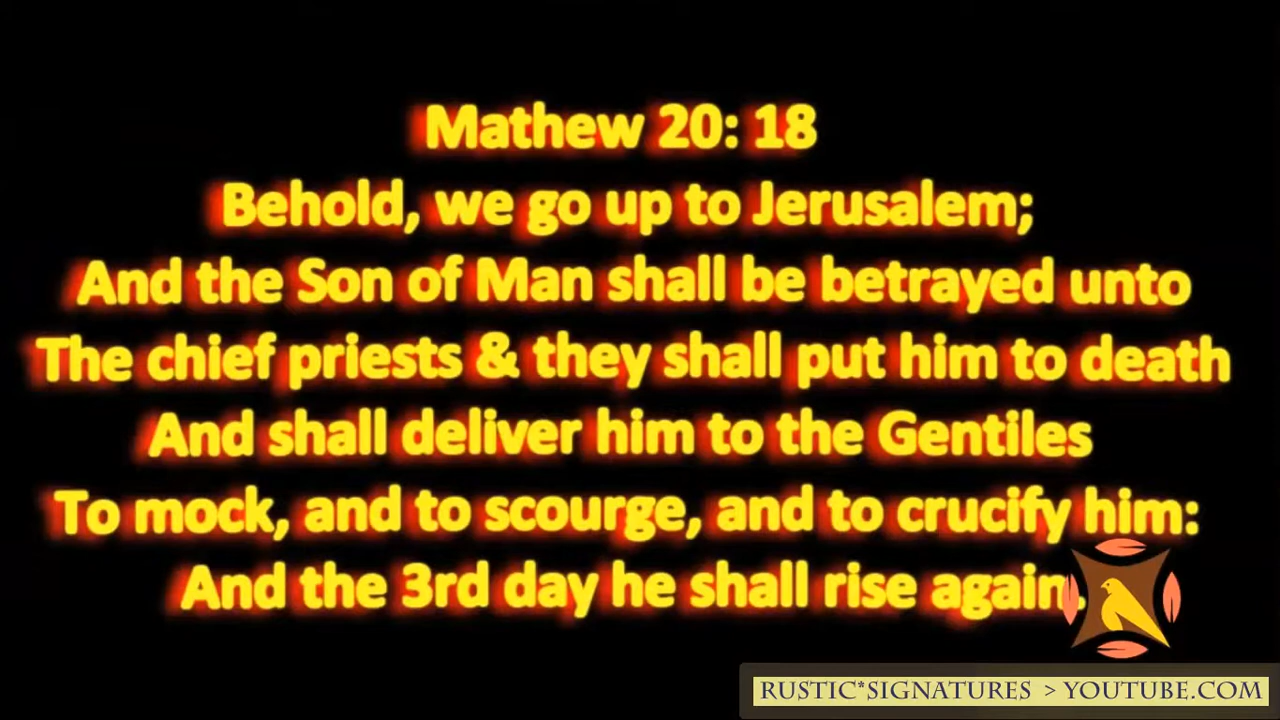 Mathew 20: 18
Behold, we go up to Jerusalem;
And the Son of Man shall be betrayed unto
The chief priests & they shall put him to death
And shall deliver him to the Gentiles
To mock, and to scourge, and to crucify him:
And the 3rd day he shall rise again.
RUSTIC*SIGNATURES > YOUTUBE.COM